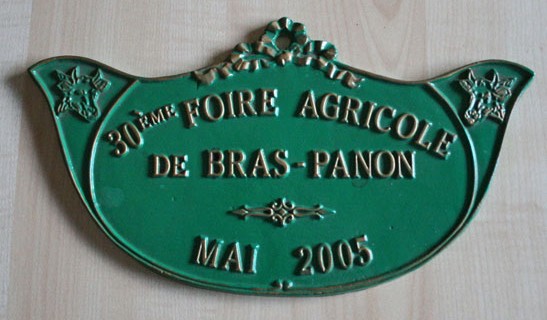 30ÈME FOIRE AGRICOLE
DE BRAS-PANON
MAI 2005